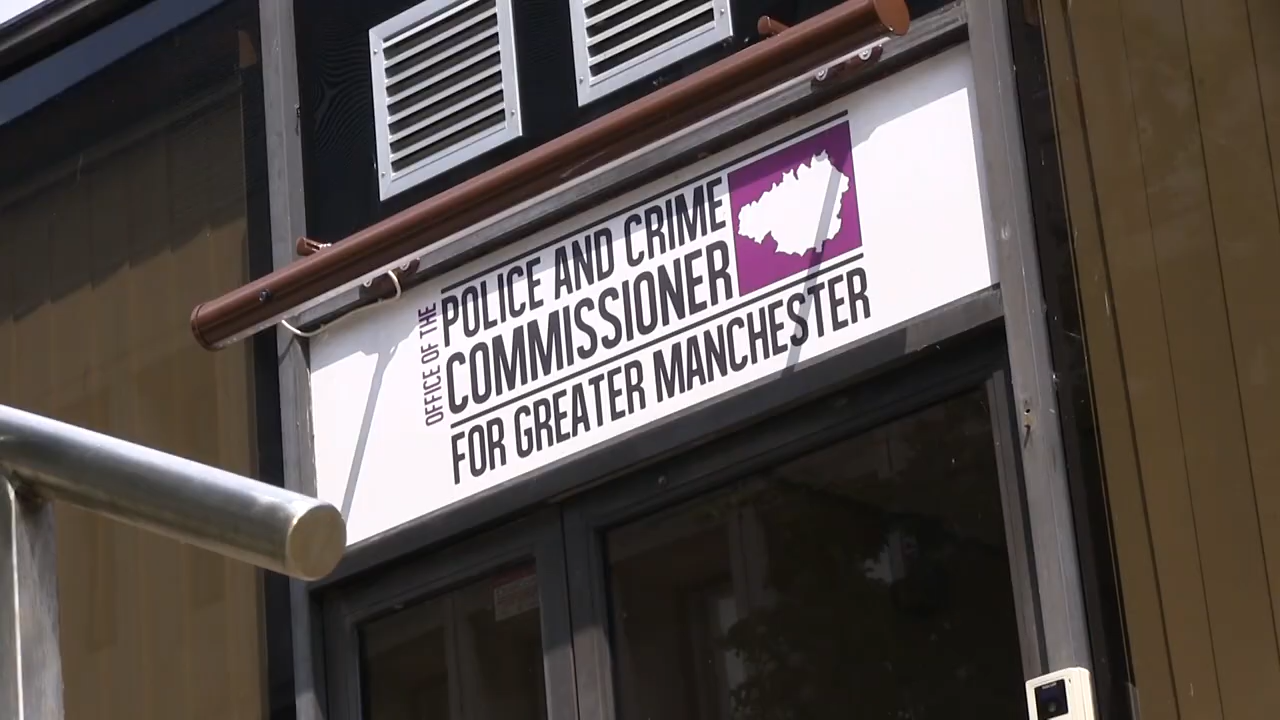 OFFICE OF THE
POLICE AND CRIME
COMMISSIONER
FOR GREATER MANCHESTER